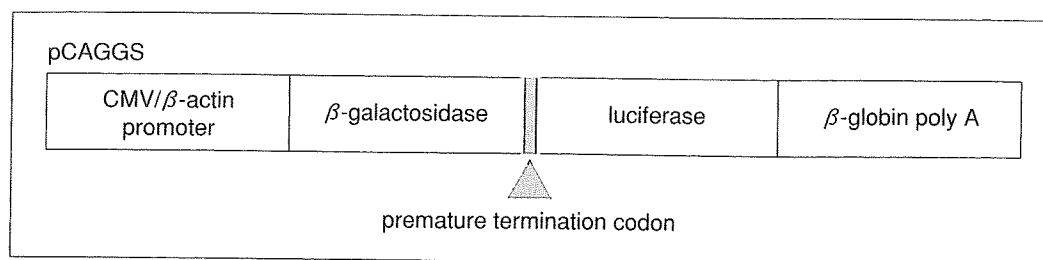 pCAGGS
CMV/β-actin
promoter
β-galactosidase
luciferase
β-globin poly A
premature termination codon